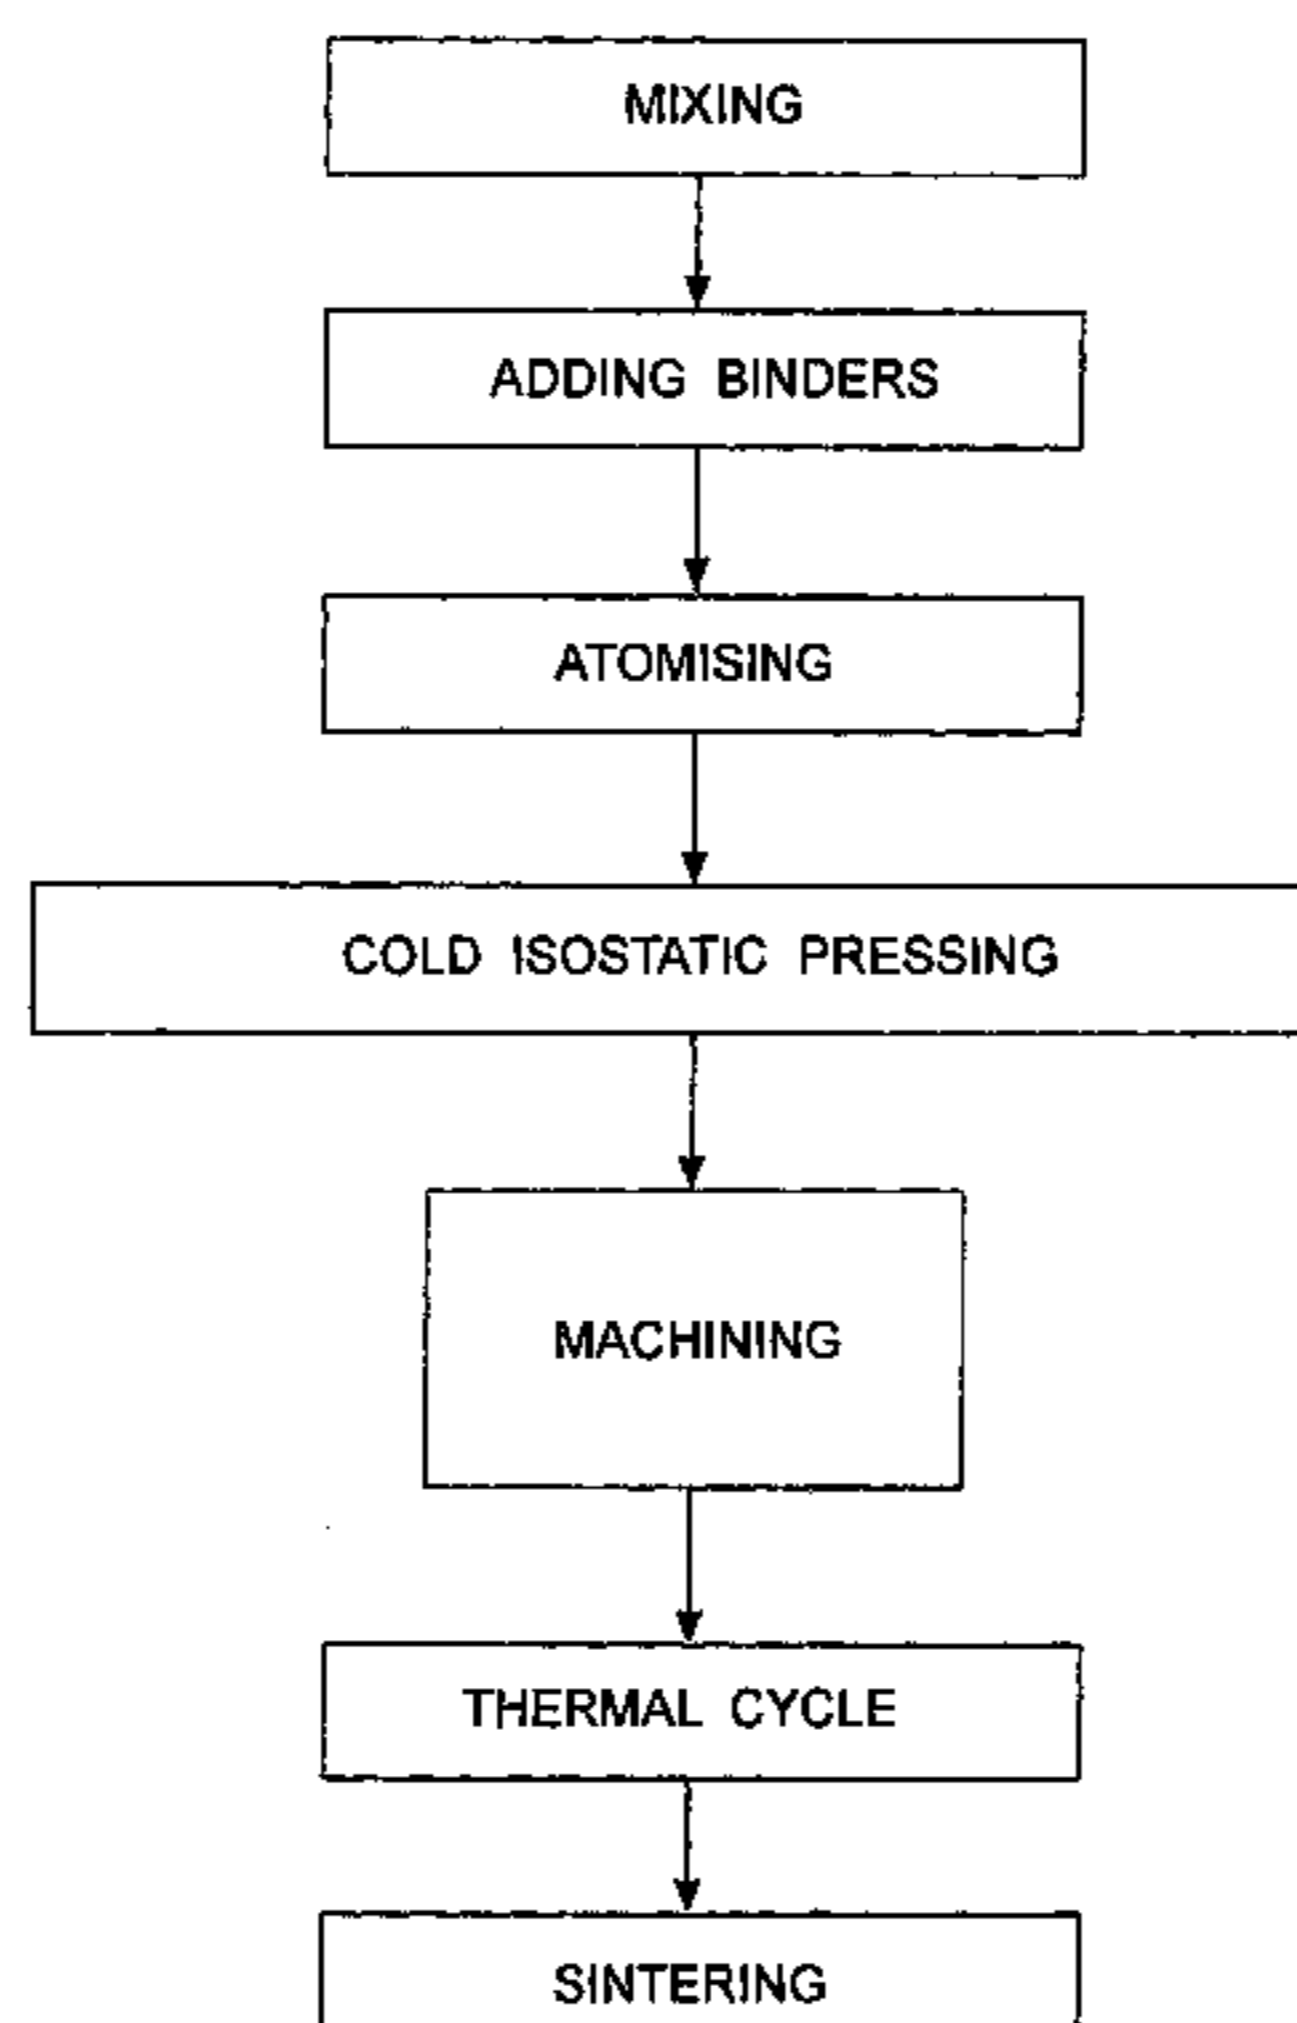 MIXING
ADDING BINDERS
ATOMISING
COLD ISOSTATIC PRESSING
MACHINING
THERMAL CYCLE
SINTERING